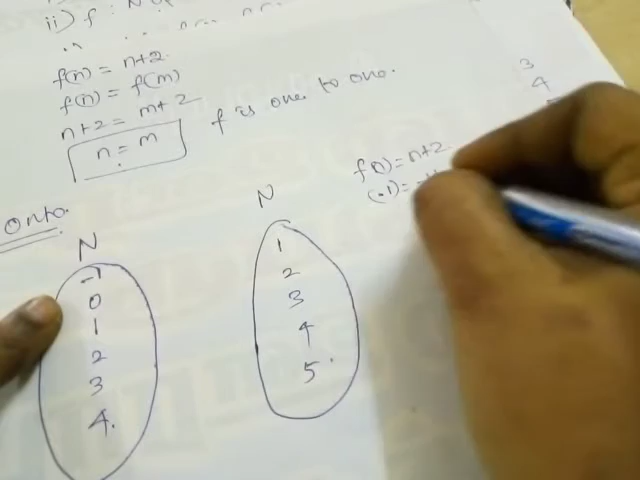 ii) f :
f(n) = n+2.
f(n) = f(m)
n+2 = m+2
n = m
f is one to one.
3
4
f(n) = n+2
(-1) =
onto.
N
-1
0
1
2
3
4.
N
1
2
3
4
5.